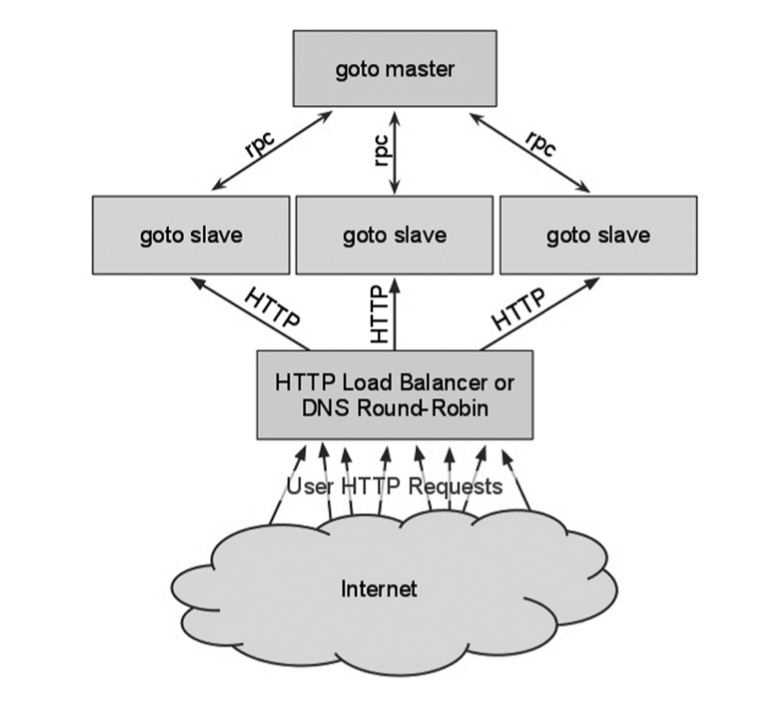 goto master
rpc
rpc
rpc
goto slave
goto slave
goto slave
HTTP
HTTP
HTTP
HTTP Load Balancer or
DNS Round-Robin
User HTTP Requests
Internet